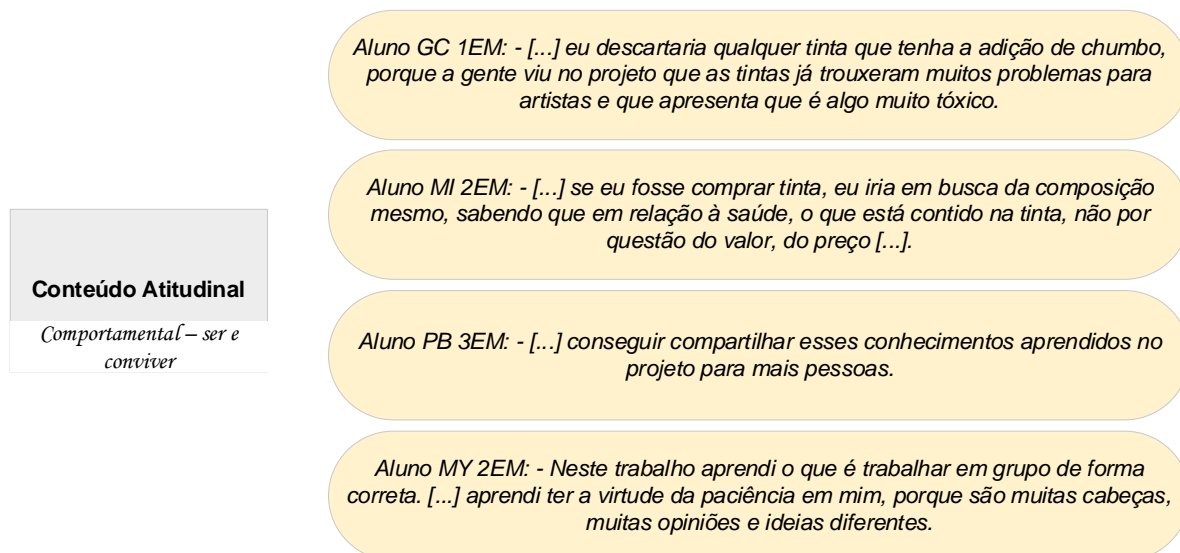 Conteúdo Atitudinal
Comportamental – ser e
conviver
Aluno GC 1EM: - [...] eu descartaria qualquer tinta que tenha a adição de chumbo,
porque a gente viu no projeto que as tintas já trouxeram muitos problemas para
artistas e que apresenta que é algo muito tóxico.
Aluno MI 2EM: - [...] se eu fosse comprar tinta, eu iria em busca da composição
mesmo, sabendo que em relação à saúde, o que está contido na tinta, não por
questão do valor, do preço [...].
Aluno PB 3EM: - [...] conseguir compartilhar esses conhecimentos aprendidos no
projeto para mais pessoas.
Aluno MY 2EM: - Neste trabalho aprendi o que é trabalhar em grupo de forma
correta. [...] aprendi ter a virtude da paciência em mim, porque são muitas cabeças,
muitas opiniões e ideias diferentes.